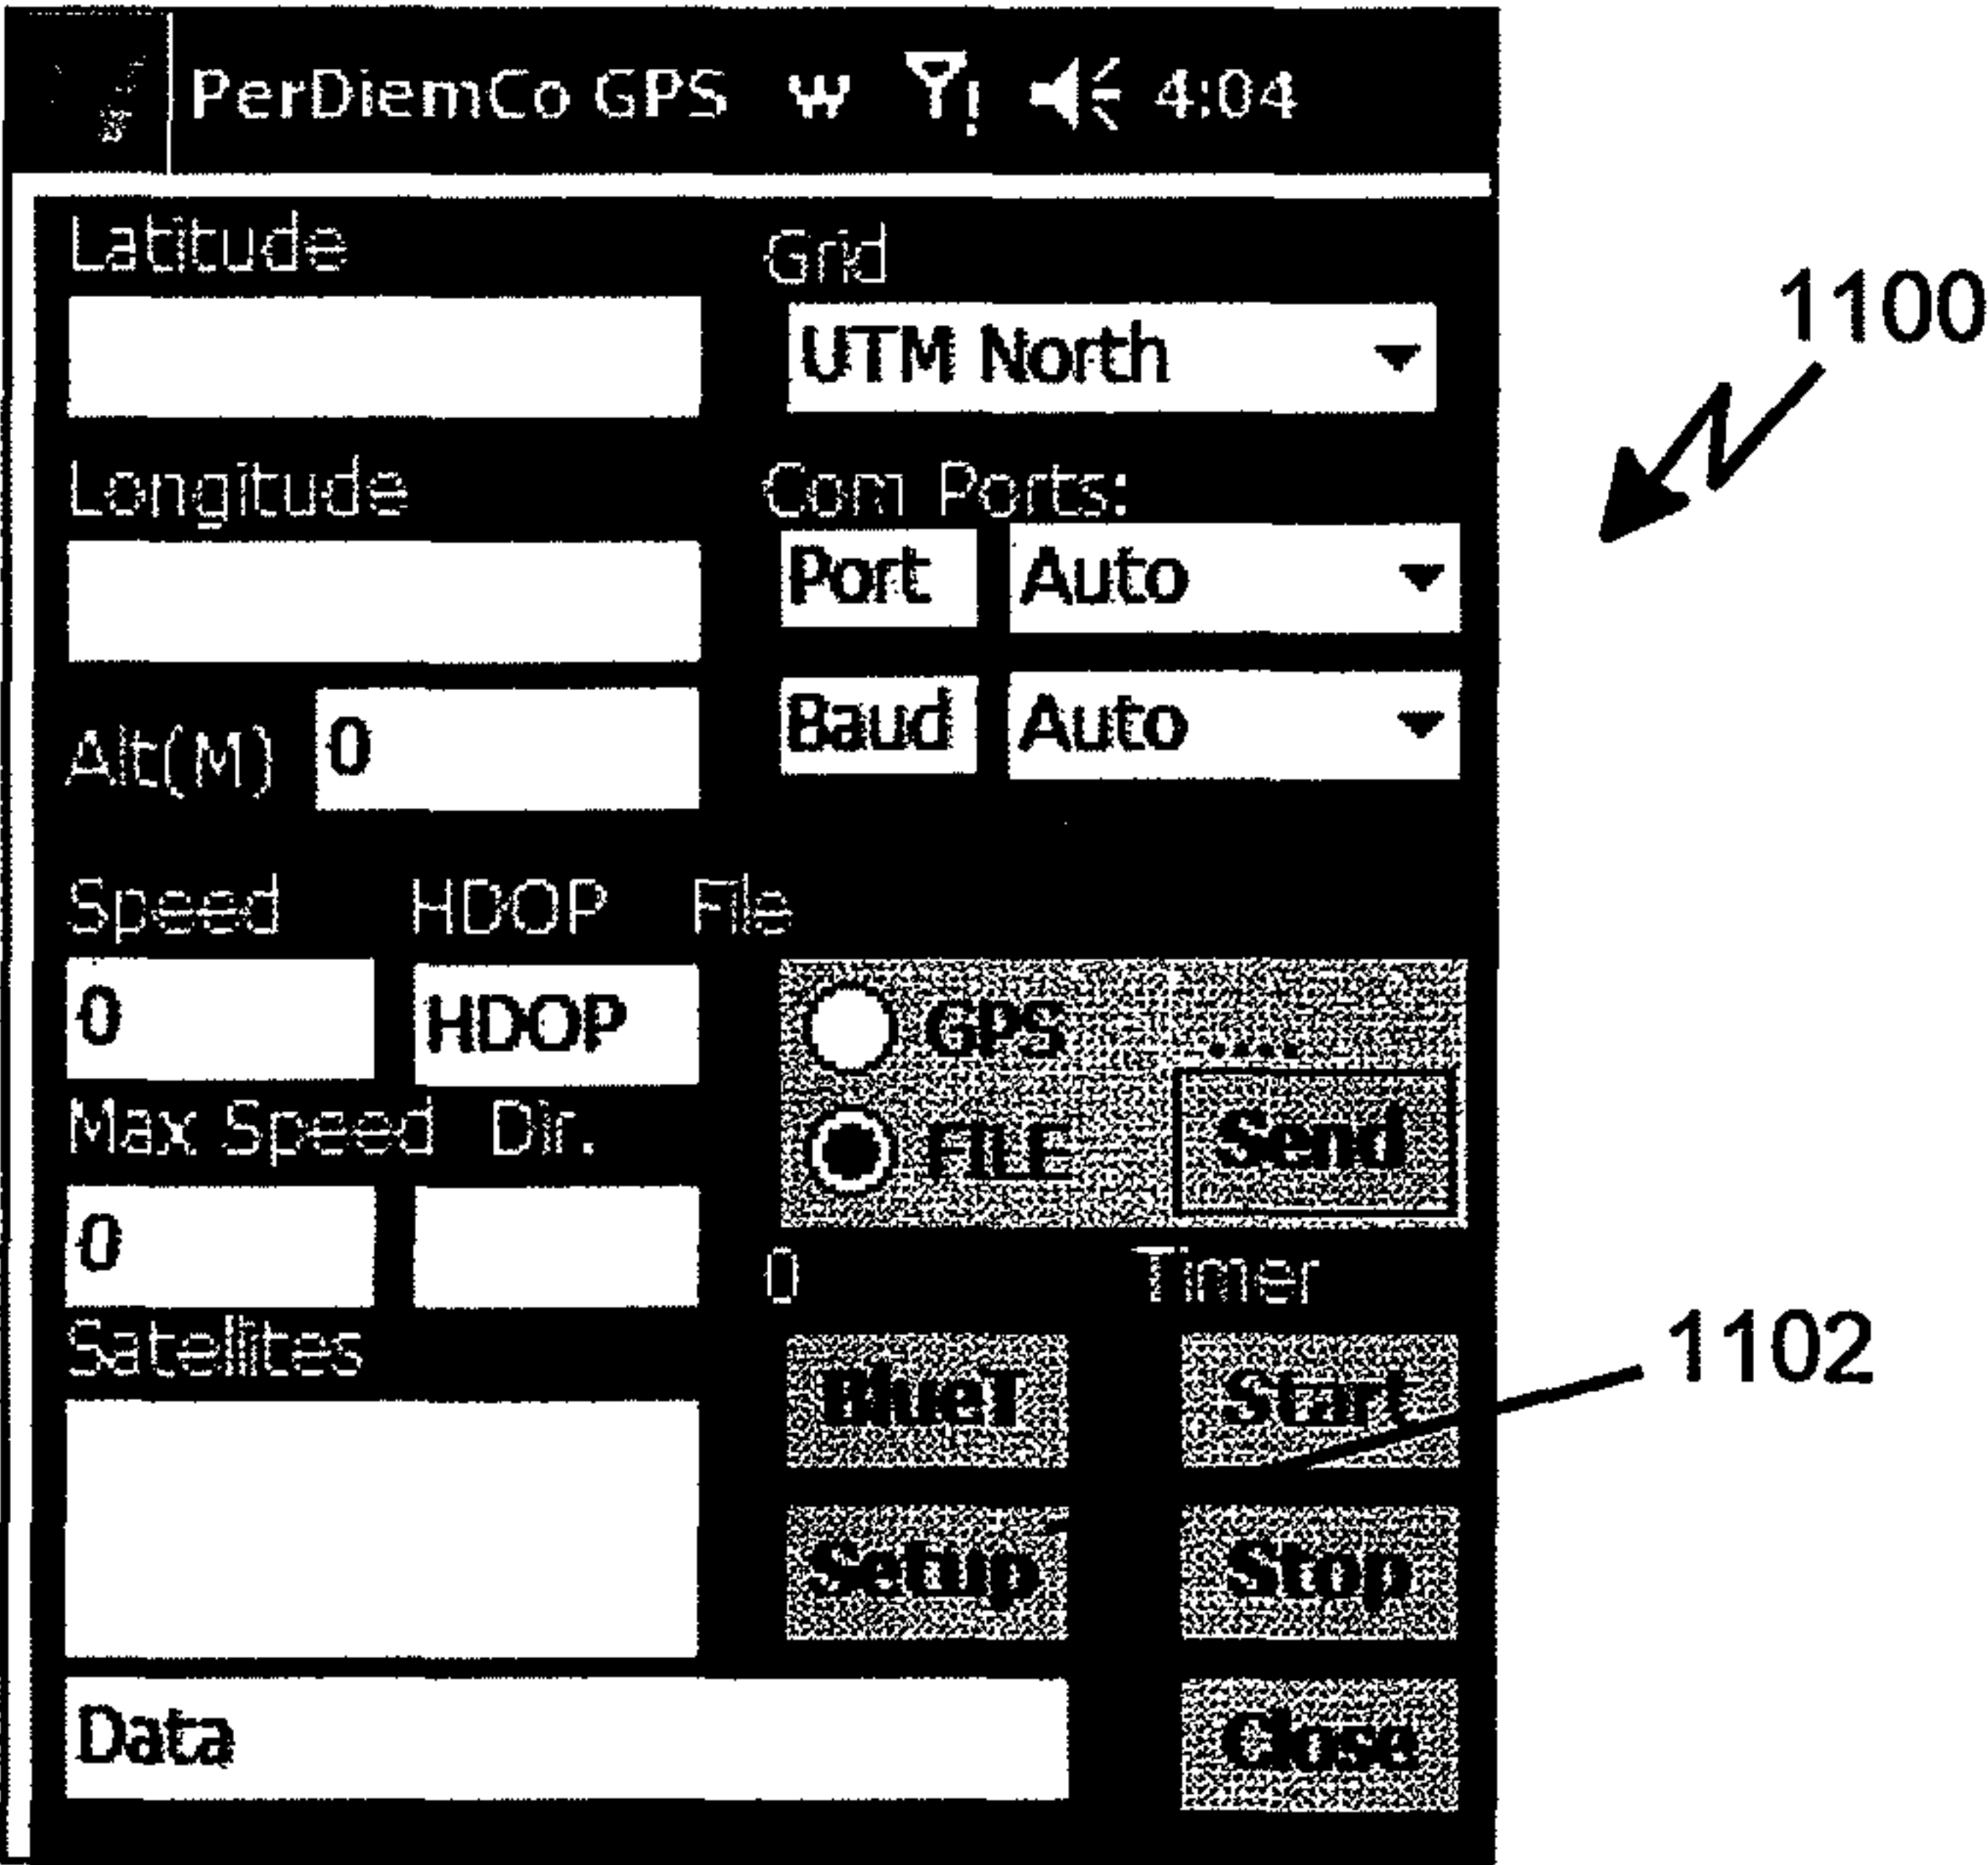 PerDiemCo GPS 4:04
Latitude Grid
UTM North
1100
Longitude Com Ports:
Port Auto
Alt(M) 0 Baud Auto
Speed HDOP File
0 HDOP GPS ....
Max Speed Dir. FILE Send
0 0 Timer
Satellites
BlueT Start
1102
Setup Stop
Data Close